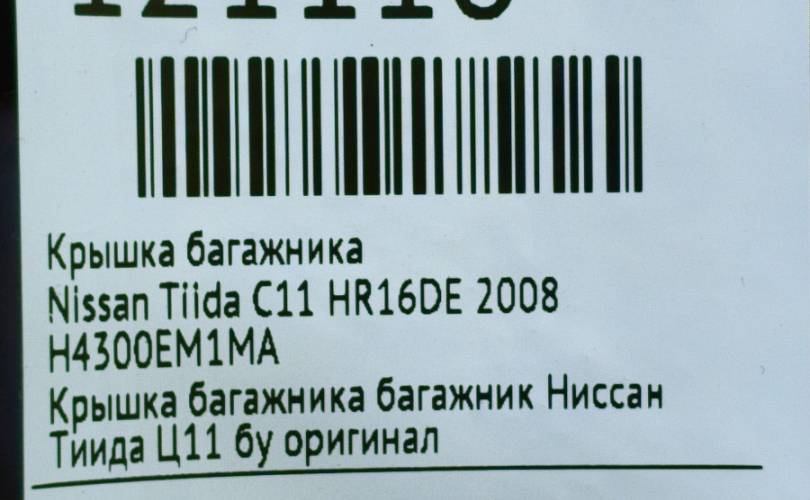 Крышка багажника
Nissan Tiida C11 HR16DE 2008
H4300EM1MA
Крышка багажника багажник Ниссан
Тиида Ц11 бу оригинал